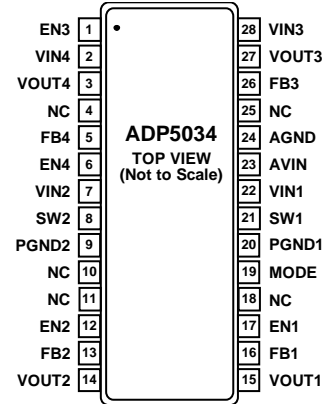 EN3 1
VIN4 2
VOUT4 3
NC 4
FB4 5
EN4 6
VIN2 7
SW2 8
PGND2 9
NC 10
NC 11
EN2 12
FB2 13
VOUT2 14
ADP5034
TOP VIEW
(Not to Scale)
28 VIN3
27 VOUT3
26 FB3
25 NC
24 AGND
23 AVIN
22 VIN1
21 SW1
20 PGND1
19 MODE
18 NC
17 EN1
16 FB1
15 VOUT1